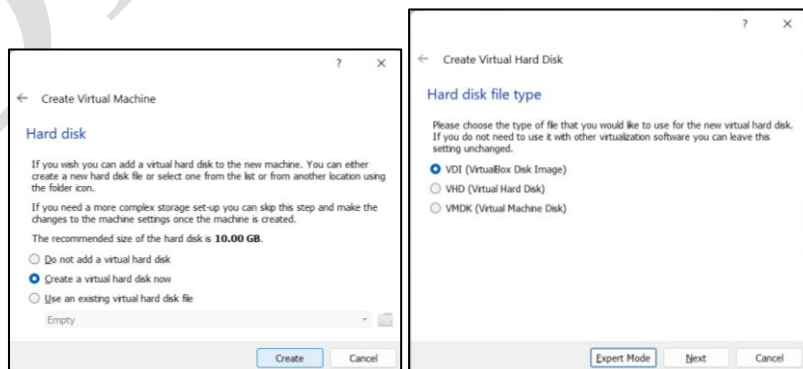 ? ×
← Create Virtual Machine
Hard disk
If you wish you can add a virtual hard disk to the new machine. You can either
create a new hard disk file or select one from the list or from another location using
the folder icon.
If you need a more complex storage set-up you can skip this step and make the
changes to the machine settings once the machine is created.
The recommended size of the hard disk is 10.00 GB.
Do not add a virtual hard disk
Create a virtual hard disk now
Use an existing virtual hard disk file
Empty
Create Cancel
? ×
← Create Virtual Hard Disk
Hard disk file type
Please choose the type of file that you would like to use for the new virtual hard disk.
If you do not need to use it with other virtualization software you can leave this
setting unchanged.
VDI (VirtualBox Disk Image)
VHD (Virtual Hard Disk)
VMDK (Virtual Machine Disk)
Expert Mode Next Cancel